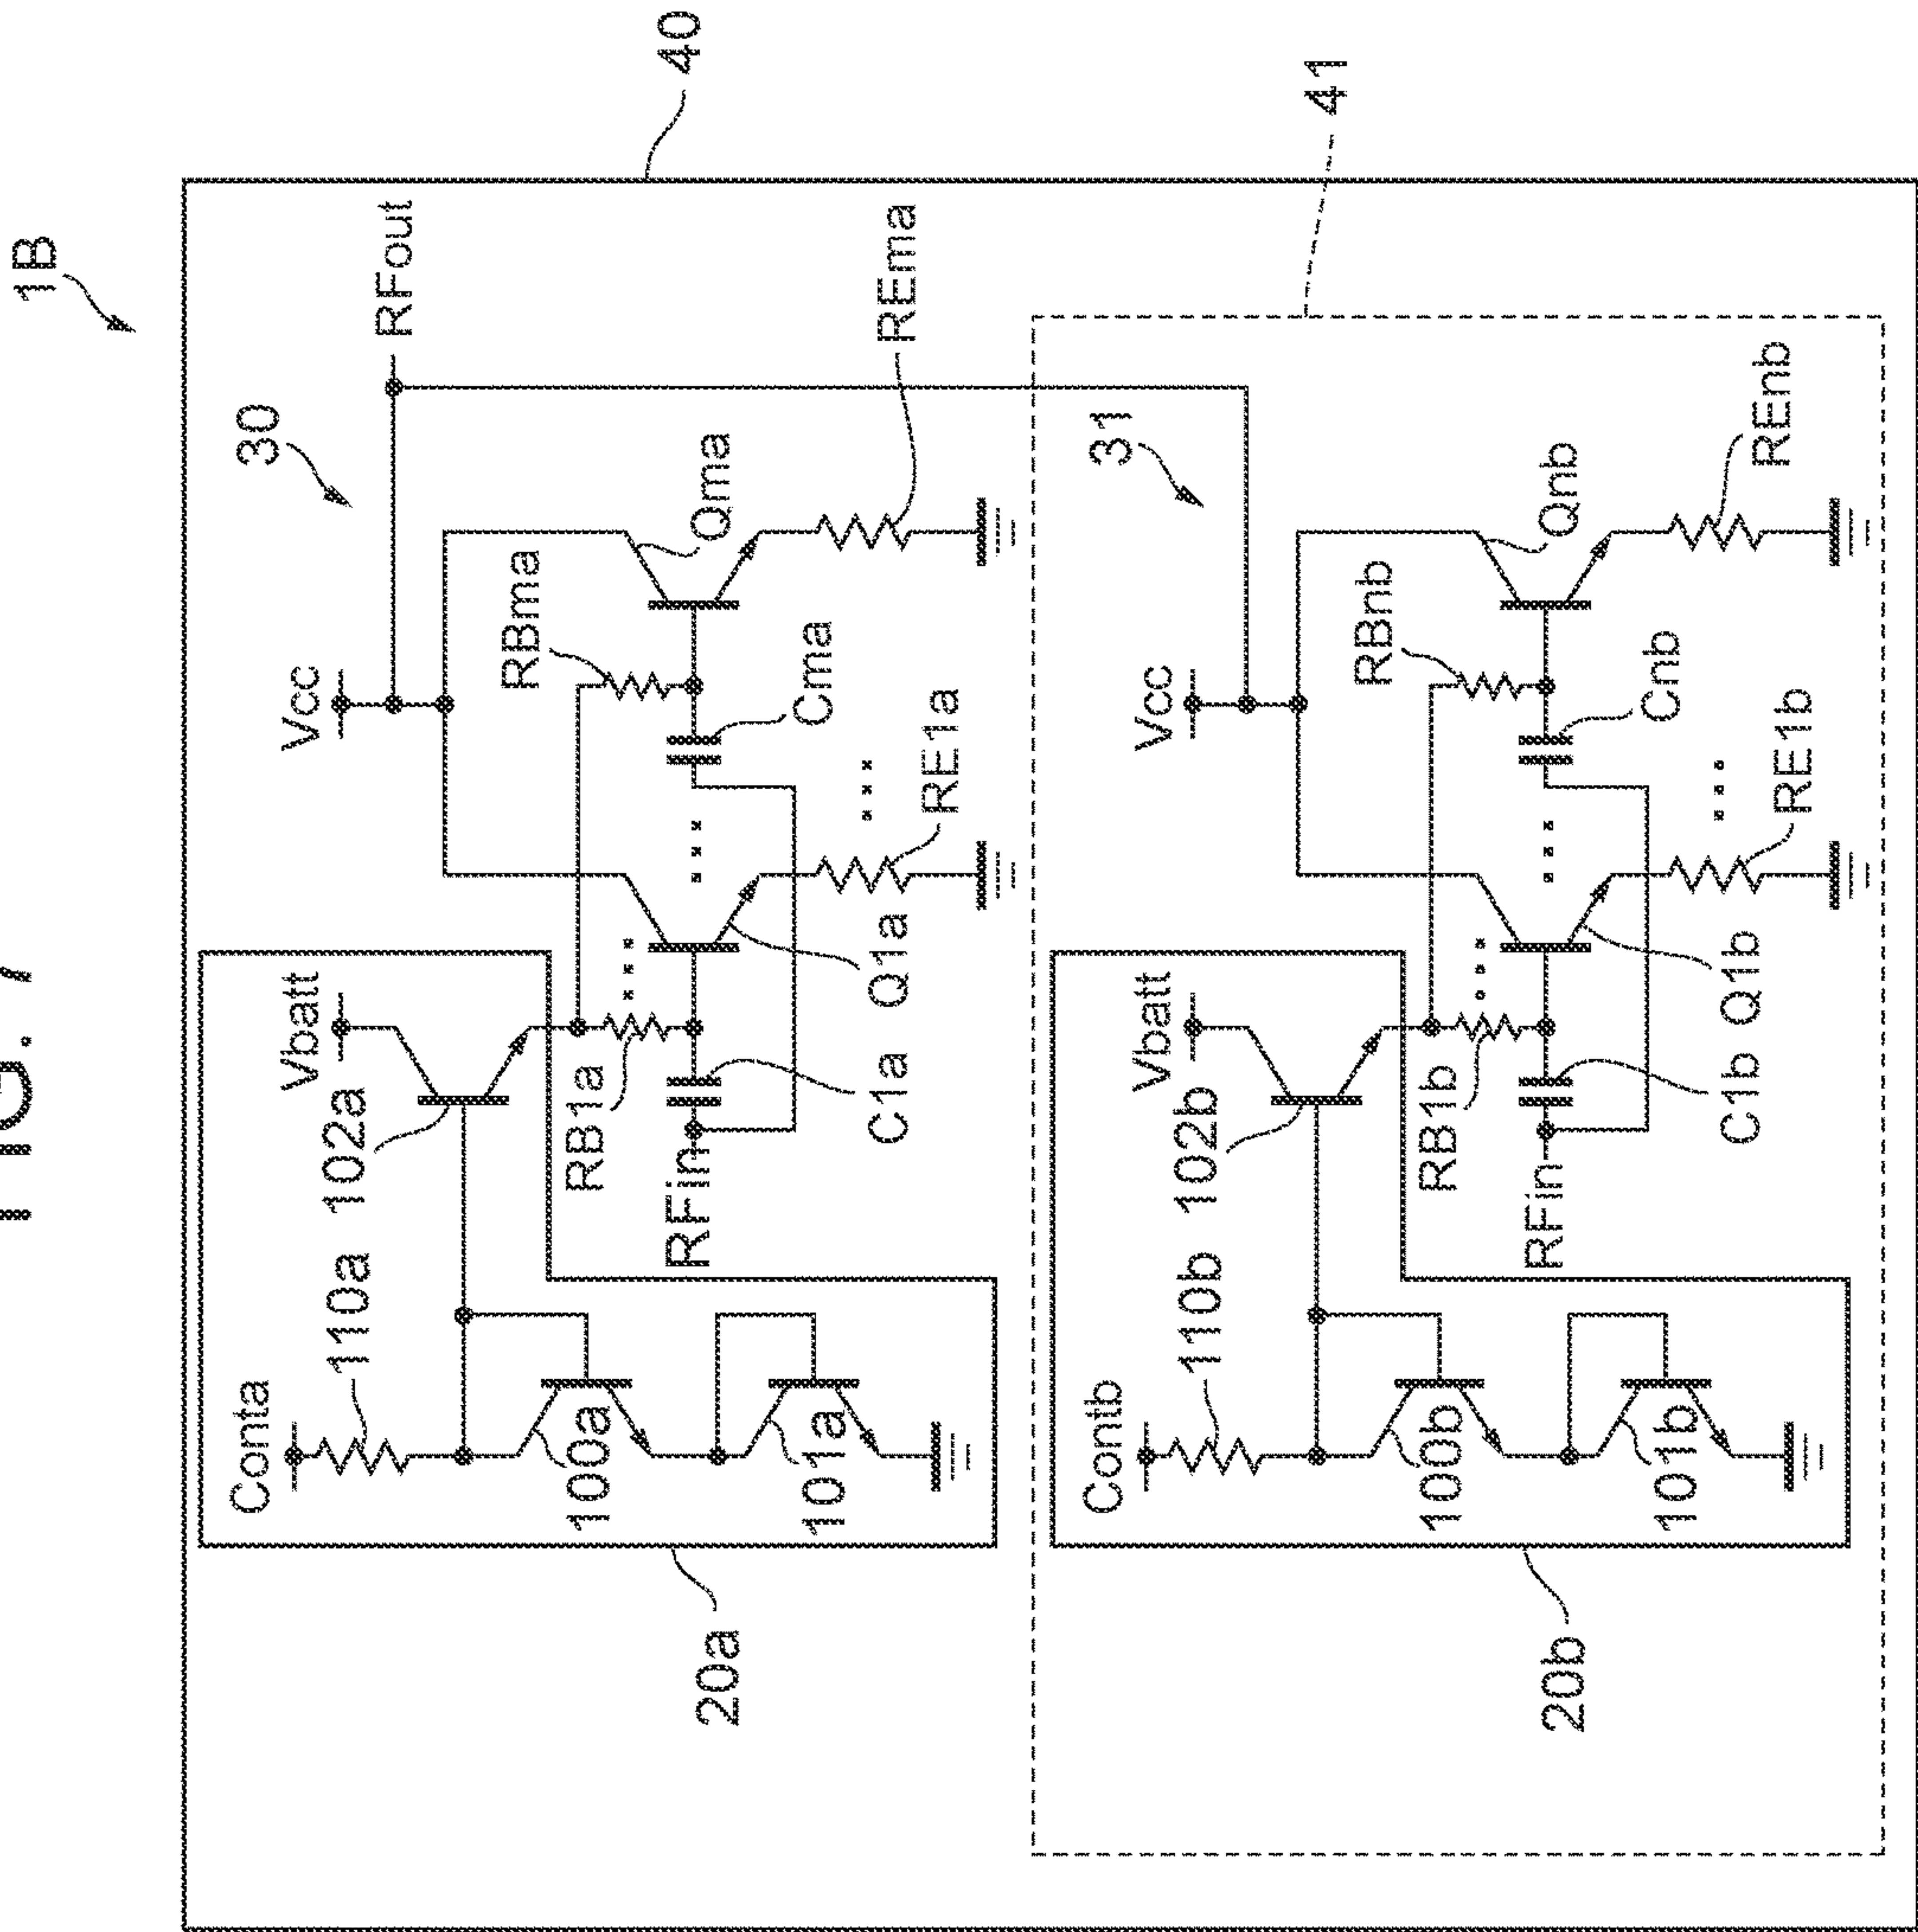 FIG. 7
1B
40
30
RFout
Vcc
Vbatt
Conta
110a
102a
RBma
Qma
REma
100a
RB1a
Cma
RFin
101a
C1a
Q1a
RE1a
20a
41
31
Vcc
Vbatt
Contb
110b
102b
RBnb
Qnb
REnb
100b
RB1b
Cnb
RFin
101b
C1b
Q1b
RE1b
20b